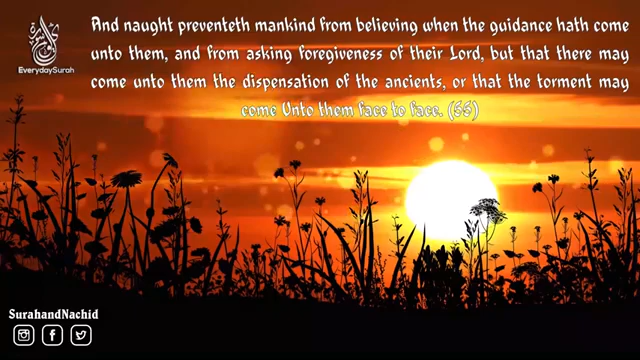 And naught preventeth mankind from believing when the guidance hath come
unto them, and from asking foregiveness of their Lord, but that there may
come unto them the dispensation of the ancients, or that the torment may
come Unto them face to face. (55)
EverydaySurah
SurahandNachid